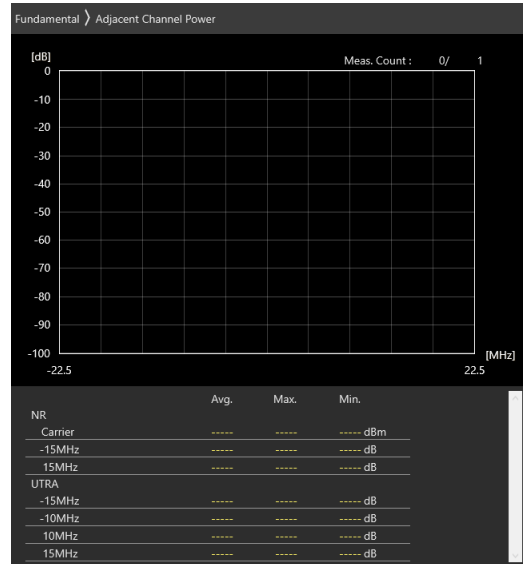 Fundamental 〉 Adjacent Channel Power
[dB]
Meas. Count : 0/ 1
0
-10
-20
-30
-40
-50
-60
-70
-80
-90
-100
[MHz]
-22.5 22.5
Avg. Max. Min.
NR
Carrier ----- ----- ----- dBm
-15MHz ----- ----- ----- dB
15MHz ----- ----- ----- dB
UTRA
-15MHz ----- ----- ----- dB
-10MHz ----- ----- ----- dB
10MHz ----- ----- ----- dB
15MHz ----- ----- ----- dB